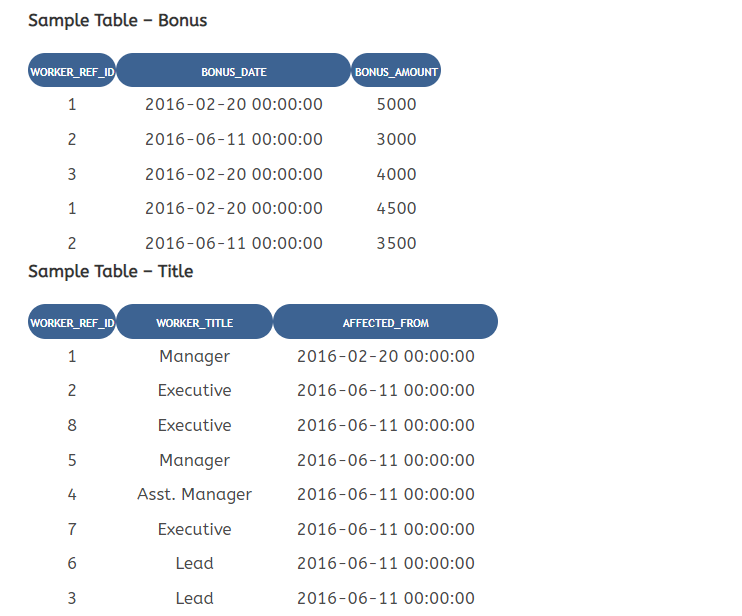 Sample Table – Bonus
WORKER_REF_ID BONUS_DATE BONUS_AMOUNT
1 2016-02-20 00:00:00 5000
2 2016-06-11 00:00:00 3000
3 2016-02-20 00:00:00 4000
1 2016-02-20 00:00:00 4500
2 2016-06-11 00:00:00 3500
Sample Table – Title
WORKER_REF_ID WORKER_TITLE AFFECTED_FROM
1 Manager 2016-02-20 00:00:00
2 Executive 2016-06-11 00:00:00
8 Executive 2016-06-11 00:00:00
5 Manager 2016-06-11 00:00:00
4 Asst. Manager 2016-06-11 00:00:00
7 Executive 2016-06-11 00:00:00
6 Lead 2016-06-11 00:00:00
3 Lead 2016-06-11 00:00:00